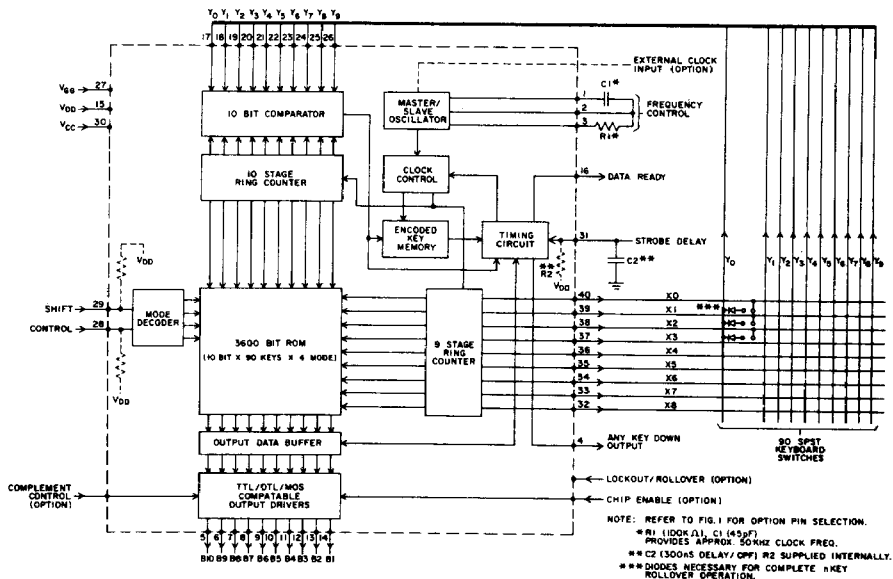 Y0 Y1 Y2 Y3 Y4 Y5 Y6 Y7 Y8 Y9
17 18 19 20 21 22 23 24 25 26
EXTERNAL CLOCK
INPUT (OPTION)
VGG 27
VDD 15
VCC 30
10 BIT COMPARATOR
MASTER/
SLAVE
OSCILLATOR
1 C1*
2
3 R1*
FREQUENCY
CONTROL
10 STAGE
RING COUNTER
CLOCK
CONTROL
16 DATA READY
ENCODED
KEY
MEMORY
TIMING
CIRCUIT
31 STROBE DELAY
**
R2
VDD
C2**
Y0 Y1 Y2 Y3 Y4 Y5 Y6 Y7 Y8 Y9
VDD
SHIFT 29
CONTROL 28
MODE
DECODER
VDD
3600 BIT ROM
(10 BIT X 90 KEYS X 4 MODE)
9 STAGE
RING
COUNTER
40 X0
39 X1
***
38 X2
37 X3
36 X4
35 X5
34 X6
33 X7
32 X8
OUTPUT DATA BUFFER
4 ANY KEY DOWN
OUTPUT
90 SPST
KEYBOARD
SWITCHES
COMPLEMENT
CONTROL
(OPTION)
TTL/DTL/MOS
COMPATABLE
OUTPUT DRIVERS
LOCKOUT/ROLLOVER (OPTION)
CHIP ENABLE (OPTION)
5 6 7 8 9 10 11 12 13 14
B10 B9 B8 B7 B6 B5 B4 B3 B2 B1
NOTE: REFER TO FIG. 1 FOR OPTION PIN SELECTION.
*R1 (100KΩ), C1 (45pF)
PROVIDES APPROX. 50KHZ CLOCK FREQ.
**C2 (300nS DELAY/0PF) R2 SUPPLIED INTERNALLY.
***DIODES NECESSARY FOR COMPLETE nKEY
ROLLOVER OPERATION.